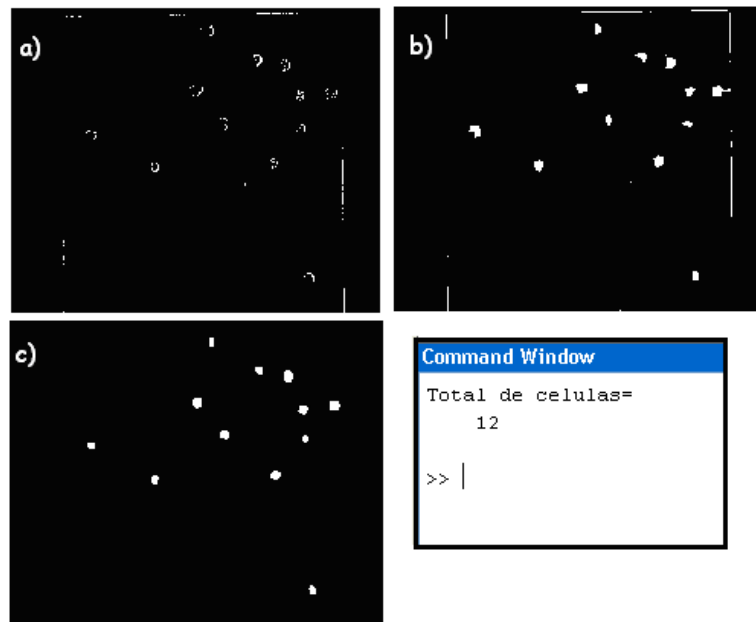 a)
b)
c)
Command Window
Total de celulas=
12
>>